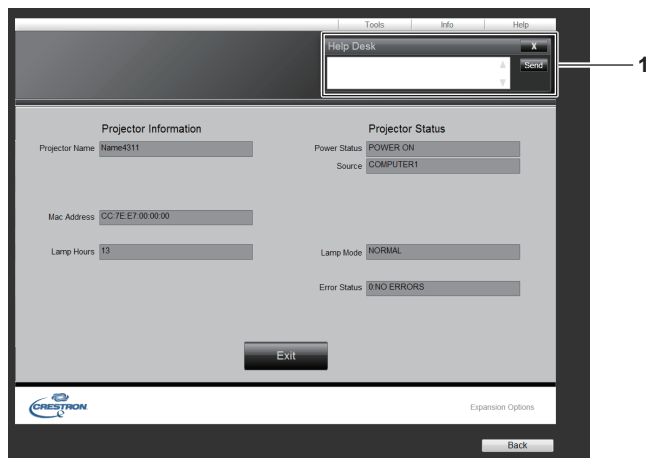 Tools Info Help
Help Desk X
Send
1
Projector Information Projector Status
Projector Name Name4311 Power Status POWER ON
Source COMPUTER1
Mac Address CC:7E:E7:00:00:00
Lamp Hours 13 Lamp Mode NORMAL
Error Status 0:NO ERRORS
Exit
CRESTRON Expansion Options
Back